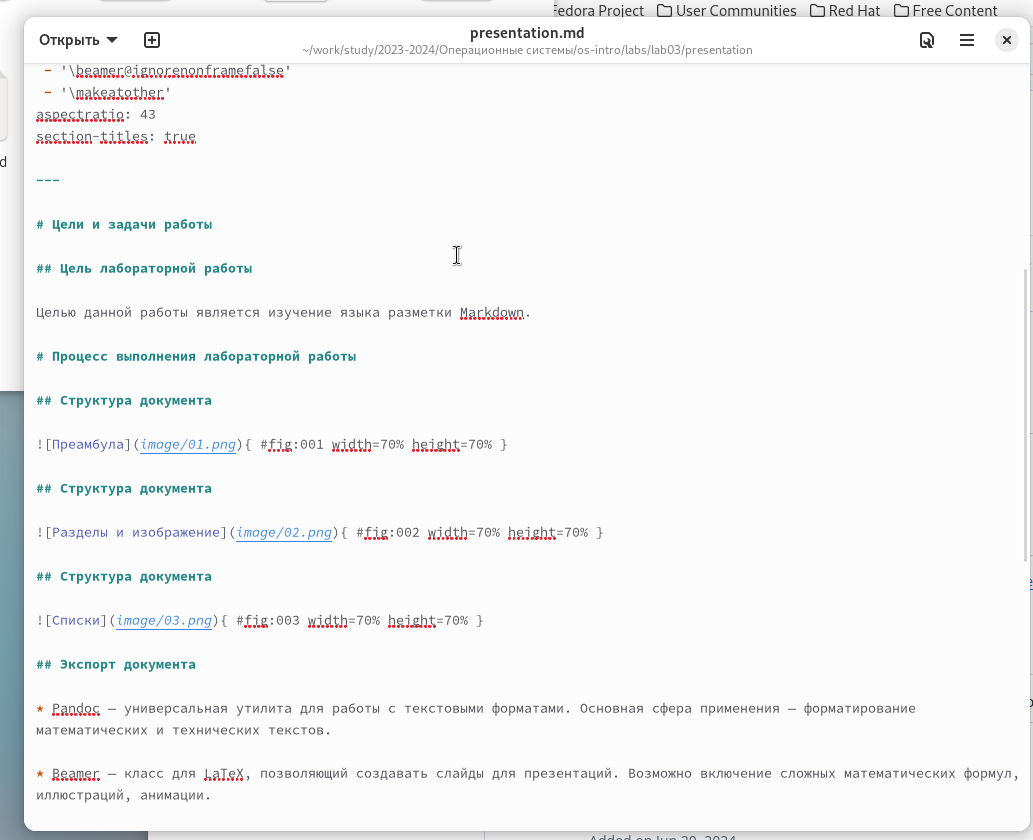 Fedora Project User Communities Red Hat Free Content
Открыть
presentation.md
~/work/study/2023-2024/Операционные системы/os-intro/labs/lab03/presentation
- '\beamer@ignorenonframefalse'
- '\makeatother'
aspectratio: 43
section-titles: true
---
# Цели и задачи работы
## Цель лабораторной работы
Целью данной работы является изучение языка разметки Markdown.
# Процесс выполнения лабораторной работы
## Структура документа
![Преамбула](image/01.png){ #fig:001 width=70% height=70% }
## Структура документа
![Разделы и изображение](image/02.png){ #fig:002 width=70% height=70% }
## Структура документа
![Списки](image/03.png){ #fig:003 width=70% height=70% }
## Экспорт документа
* Pandoc — универсальная утилита для работы с текстовыми форматами. Основная сфера применения — форматирование
математических и технических текстов.
* Beamer — класс для LaTeX, позволяющий создавать слайды для презентаций. Возможно включение сложных математических формул,
иллюстраций, анимации.